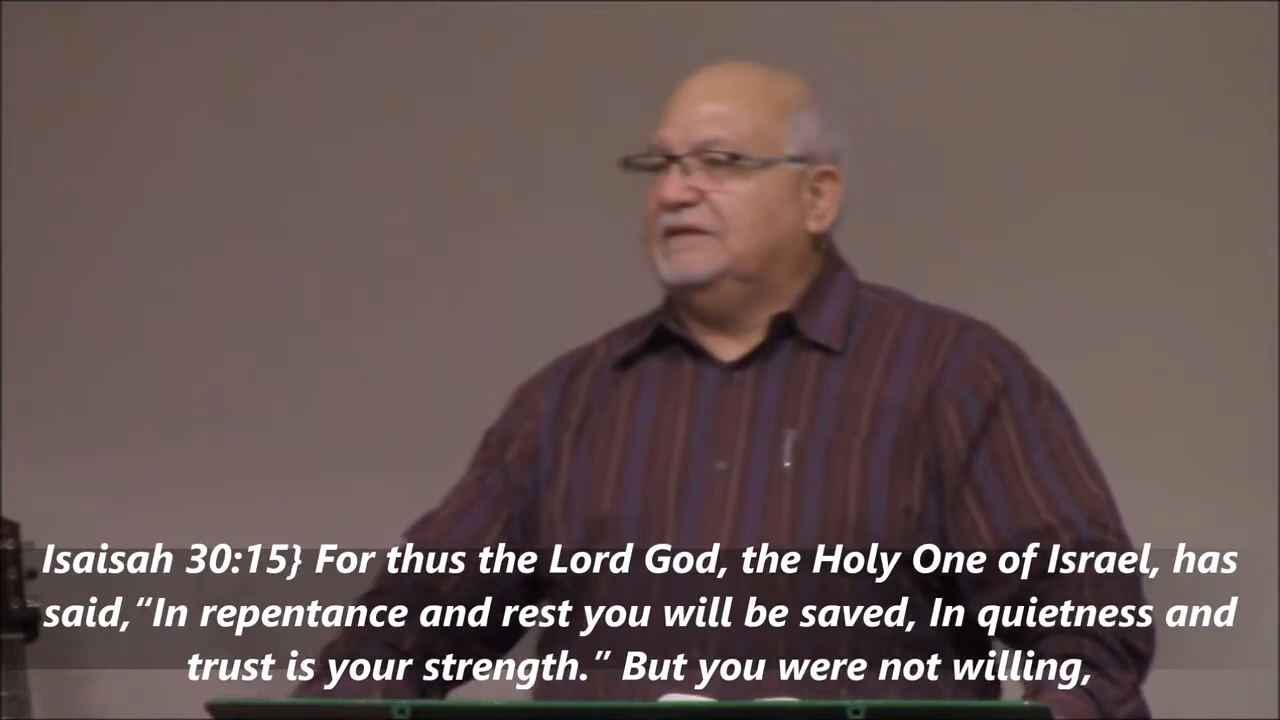 Isaisah 30:15} For thus the Lord God, the Holy One of Israel, has
said,“In repentance and rest you will be saved, In quietness and
trust is your strength.” But you were not willing,